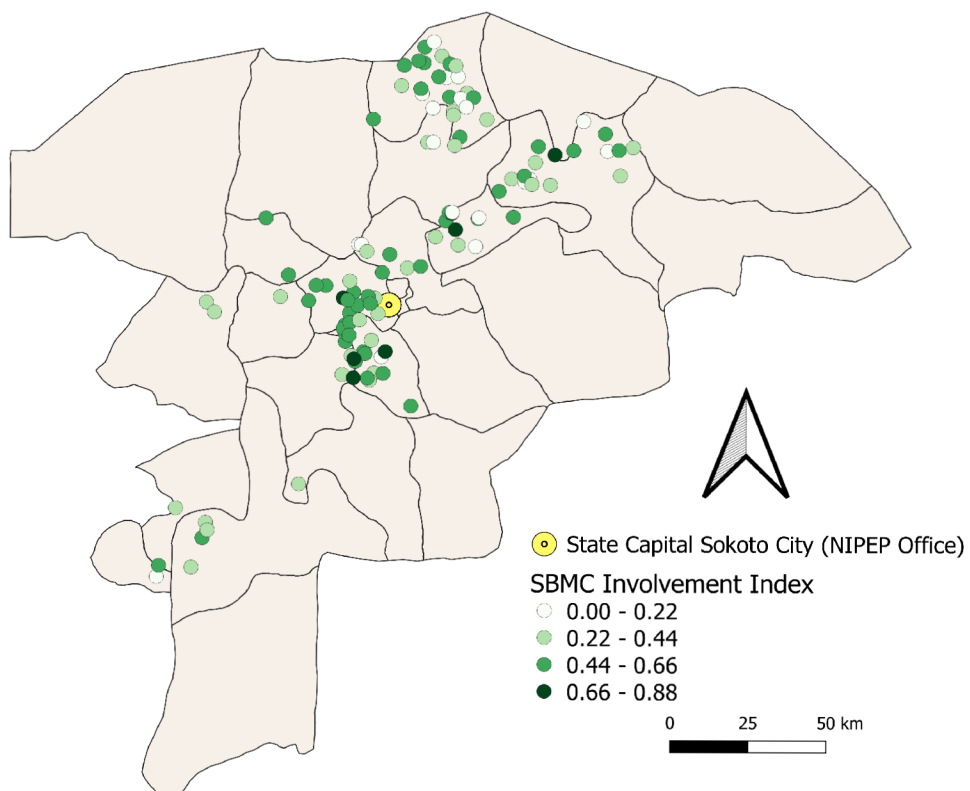 State Capital Sokoto City (NIPEP Office)
SBMC Involvement Index
0.00 - 0.22
0.22 - 0.44
0.44 - 0.66
0.66 - 0.88
0 25 50 km